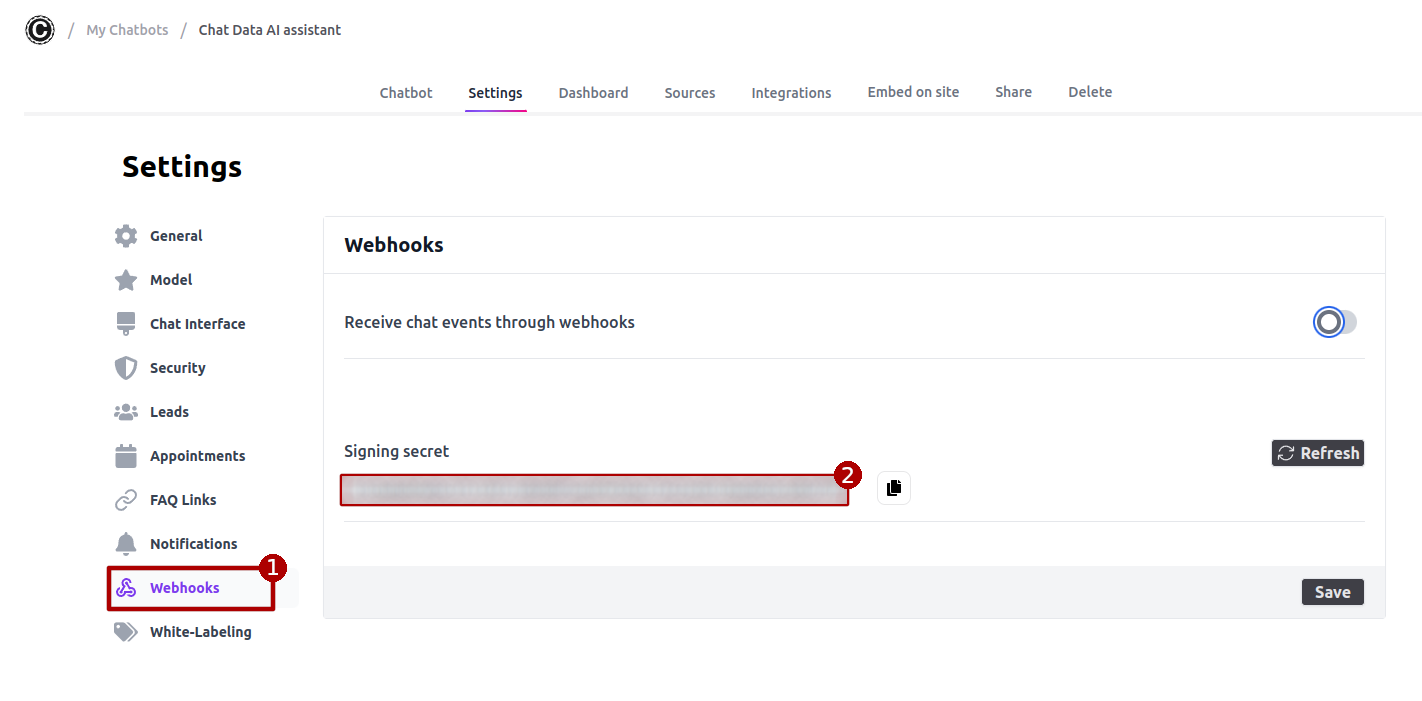 C / My Chatbots / Chat Data AI assistant
Chatbot Settings Dashboard Sources Integrations Embed on site Share Delete
Settings
General
Model
Chat Interface
Security
Leads
Appointments
FAQ Links
Notifications
1
Webhooks
White-Labeling
Webhooks
Receive chat events through webhooks
Signing secret
Refresh
2
Save